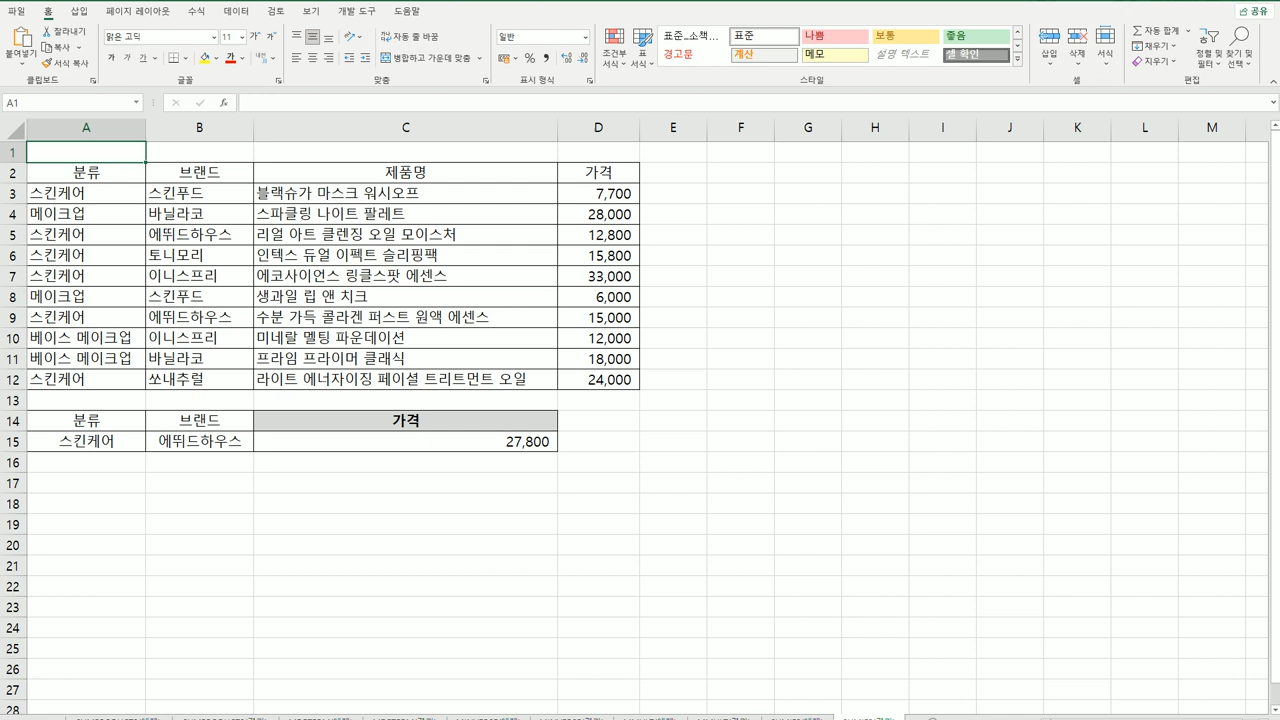 파일 홈 삽입 페이지 레이아웃 수식 데이터 검토 보기 개발 도구 도움말 공유
붙여넣기 잘라내기 복사 서식 복사 클립보드
맑은 고딕 11 가 가 가 가 가 글꼴
자동 줄 바꿈 병합하고 가운데 맞춤 맞춤
일반 % 표시 형식
조건부 서식 표 서식
표준_소책... 표준 나쁨 보통 좋음
경고문 계산 메모 설명 텍스트 셀 확인
스타일
삽입 삭제 서식 셀
자동 합계 채우기 지우기 정렬 및 필터 찾기 및 선택 편집
A1 fx
A B C D E F G H I J K L M
1
2 분류 브랜드 제품명 가격
3 스킨케어 스킨푸드 블랙슈가 마스크 워시오프 7,700
4 메이크업 바닐라코 스파클링 나이트 팔레트 28,000
5 스킨케어 에뛰드하우스 리얼 아트 클렌징 오일 모이스처 12,800
6 스킨케어 토니모리 인텍스 듀얼 이펙트 슬리핑팩 15,800
7 스킨케어 이니스프리 에코사이언스 링클스팟 에센스 33,000
8 메이크업 스킨푸드 생과일 립 앤 치크 6,000
9 스킨케어 에뛰드하우스 수분 가득 콜라겐 퍼스트 원액 에센스 15,000
10 베이스 메이크업 이니스프리 미네랄 멜팅 파운데이션 12,000
11 베이스 메이크업 바닐라코 프라임 프라이머 클래식 18,000
12 스킨케어 쏘내추럴 라이트 에너자이징 페이셜 트리트먼트 오일 24,000
13
14 분류 브랜드 가격
15 스킨케어 에뛰드하우스 27,800
16
17
18
19
20
21
22
23
24
25
26
27
28